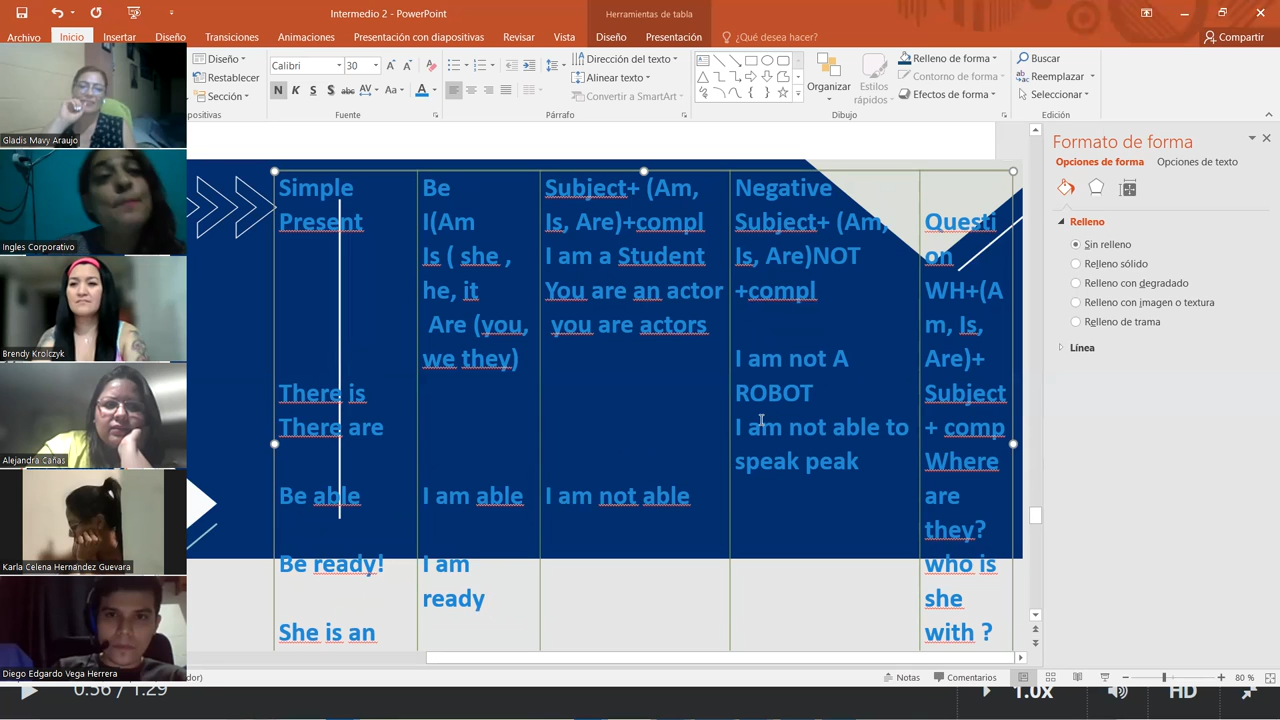 Intermedio 2 - PowerPoint
Herramientas de tabla
Archivo Inicio Insertar Diseño Transiciones Animaciones Presentación con diapositivas Revisar Vista Diseño Presentación ¿Qué desea hacer? Compartir
Diseño
Restablecer
Sección
positivas
Calibri 30
N K S S abc AV Aa A
Fuente
Dirección del texto
Alinear texto
Convertir a SmartArt
Párrafo
Organizar
Estilos
rápidos
Relleno de forma
Contorno de forma
Efectos de forma
Dibujo
Buscar
Reemplazar
Seleccionar
Edición
Gladis Mavy Araujo
Ingles Corporativo
Brendy Krolczyk
Alejandra Cañas
Karla Celena Hernandez Guevara
Diego Edgardo Vega Herrera
Simple
Present
There is
There are
Be able
Be ready!
She is an
Be
I(Am
Is ( she ,
he, it
Are (you,
we they)
I am able
I am
ready
Subject+ (Am,
Is, Are)+compl
I am a Student
You are an actor
you are actors
I am not able
Negative
Subject+ (Am,
Is, Are)NOT
+compl
I am not A
ROBOT
I am not able to
speak peak
Questi
on
WH+(A
m, Is,
Are)+
Subject
+ comp
Where
are
they?
who is
she
with ?
Formato de forma
Opciones de forma Opciones de texto
Relleno
Sin relleno
Relleno sólido
Relleno con degradado
Relleno con imagen o textura
Relleno de trama
Línea
Notas Comentarios 80 %
0:56 / 1:29 1.0x HD